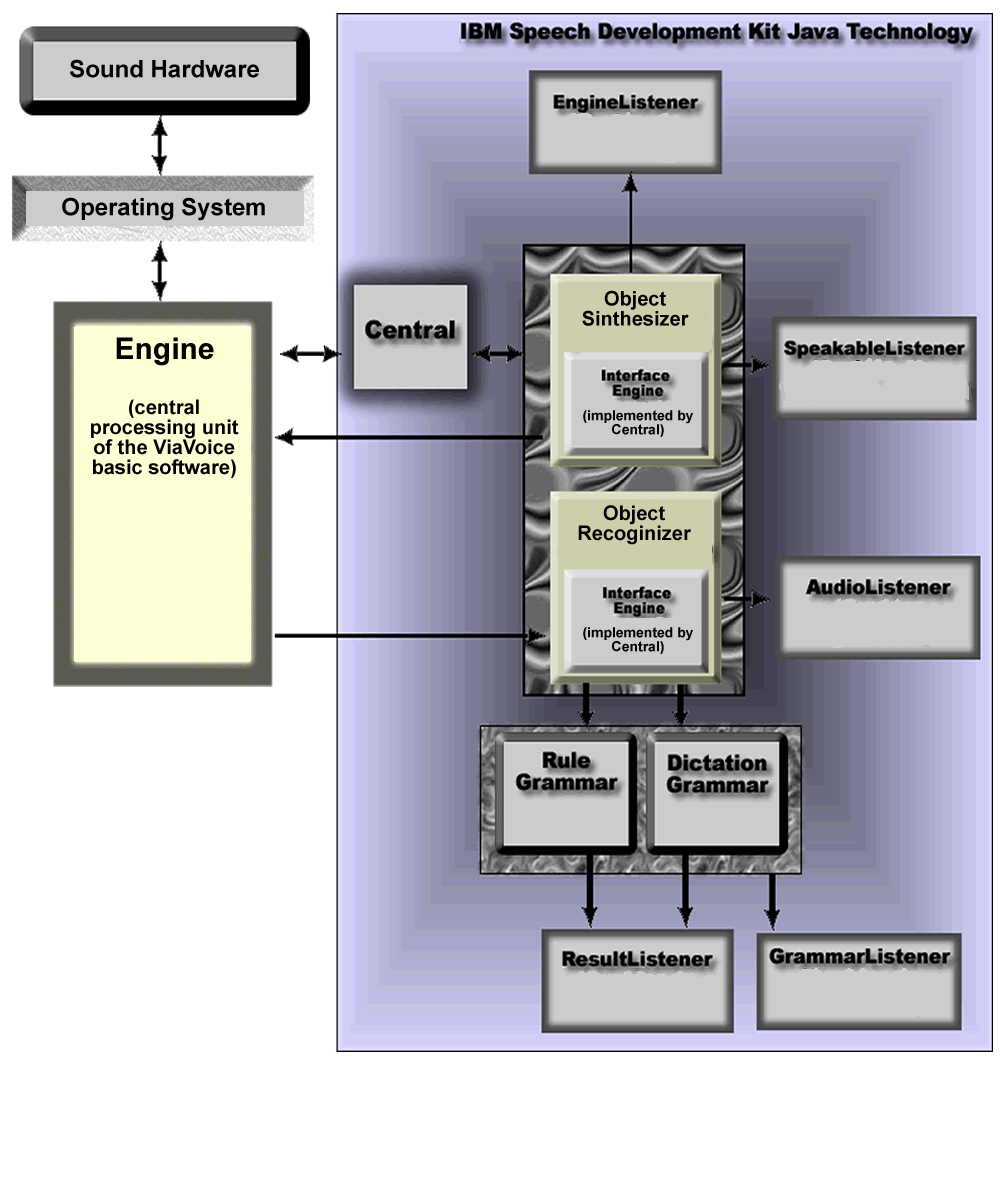 IBM Speech Development Kit Java Technology
Sound Hardware
EngineListener
Operating System
Central
Object
Sinthesizer
Interface
Engine
(implemented by
Central)
SpeakableListener
Engine
(central
processing unit
of the ViaVoice
basic software)
Object
Recoginizer
Interface
Engine
(implemented by
Central)
AudioListener
Rule
Grammar
Dictation
Grammar
ResultListener
GrammarListener